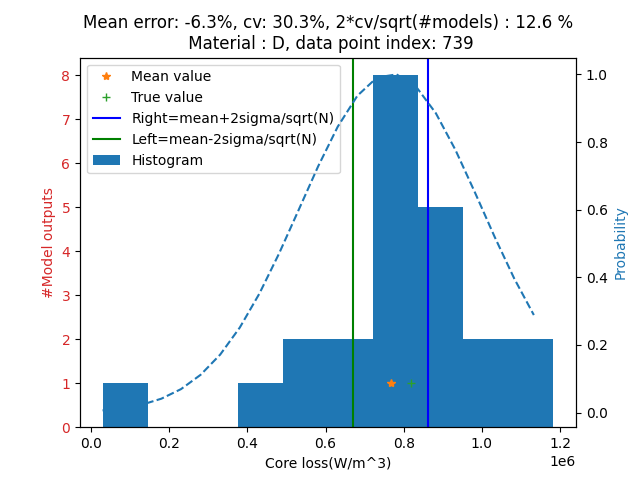 Mean error: -6.3%, cv: 30.3%, 2*cv/sqrt(#models) : 12.6 %
Material : D, data point index: 739
Mean value
True value
Right=mean+2sigma/sqrt(N)
Left=mean-2sigma/sqrt(N)
Histogram
#Model outputs
8
7
6
5
4
3
2
1
0
1.0
0.8
0.6
0.4
0.2
0.0
Probability
0.0 0.2 0.4 0.6 0.8 1.0 1.2
1e6
Core loss(W/m^3)